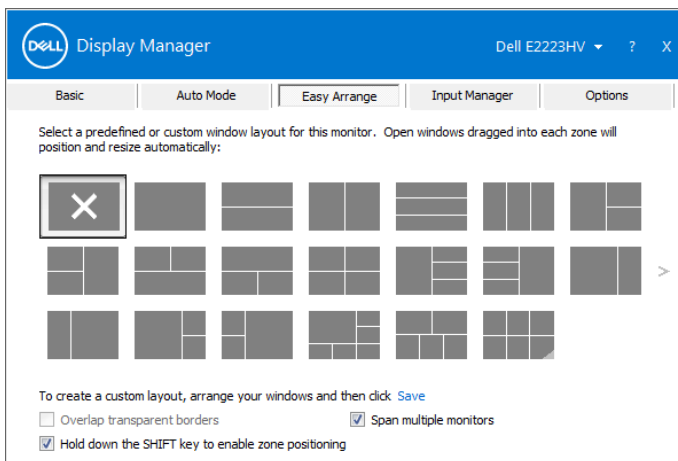 DELL Display Manager Dell E2223HV ? X
Basic Auto Mode Easy Arrange Input Manager Options
Select a predefined or custom window layout for this monitor. Open windows dragged into each zone will
position and resize automatically:
>
To create a custom layout, arrange your windows and then click Save
Overlap transparent borders Span multiple monitors
Hold down the SHIFT key to enable zone positioning